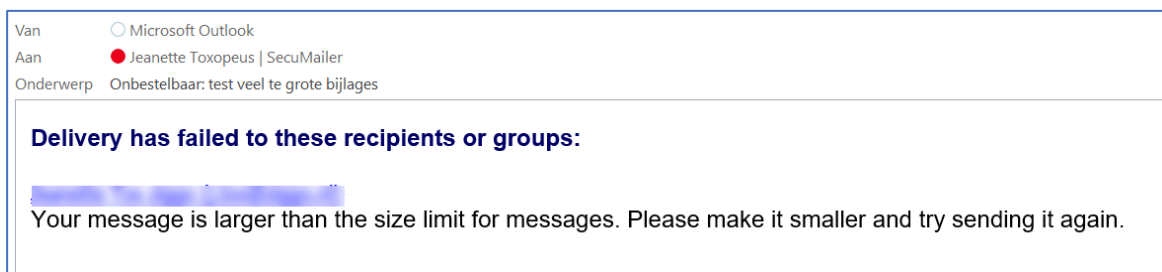 Van Microsoft Outlook
Aan Jeanette Toxopeus | SecuMailer
Onderwerp Onbestelbaar: test veel te grote bijlages
Delivery has failed to these recipients or groups:
Your message is larger than the size limit for messages. Please make it smaller and try sending it again.